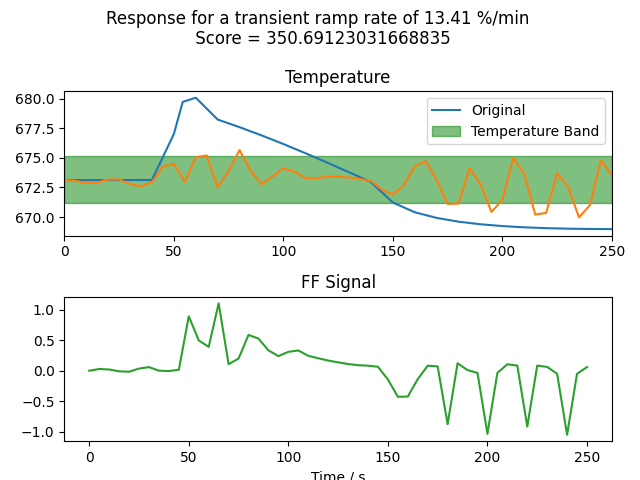 Response for a transient ramp rate of 13.41 %/min
Score = 350.69123031668835
Temperature
680.0
677.5
675.0
672.5
670.0
Original
Temperature Band
0 50 100 150 200 250
FF Signal
1.0
0.5
0.0
−0.5
−1.0
0 50 100 150 200 250
Time / s